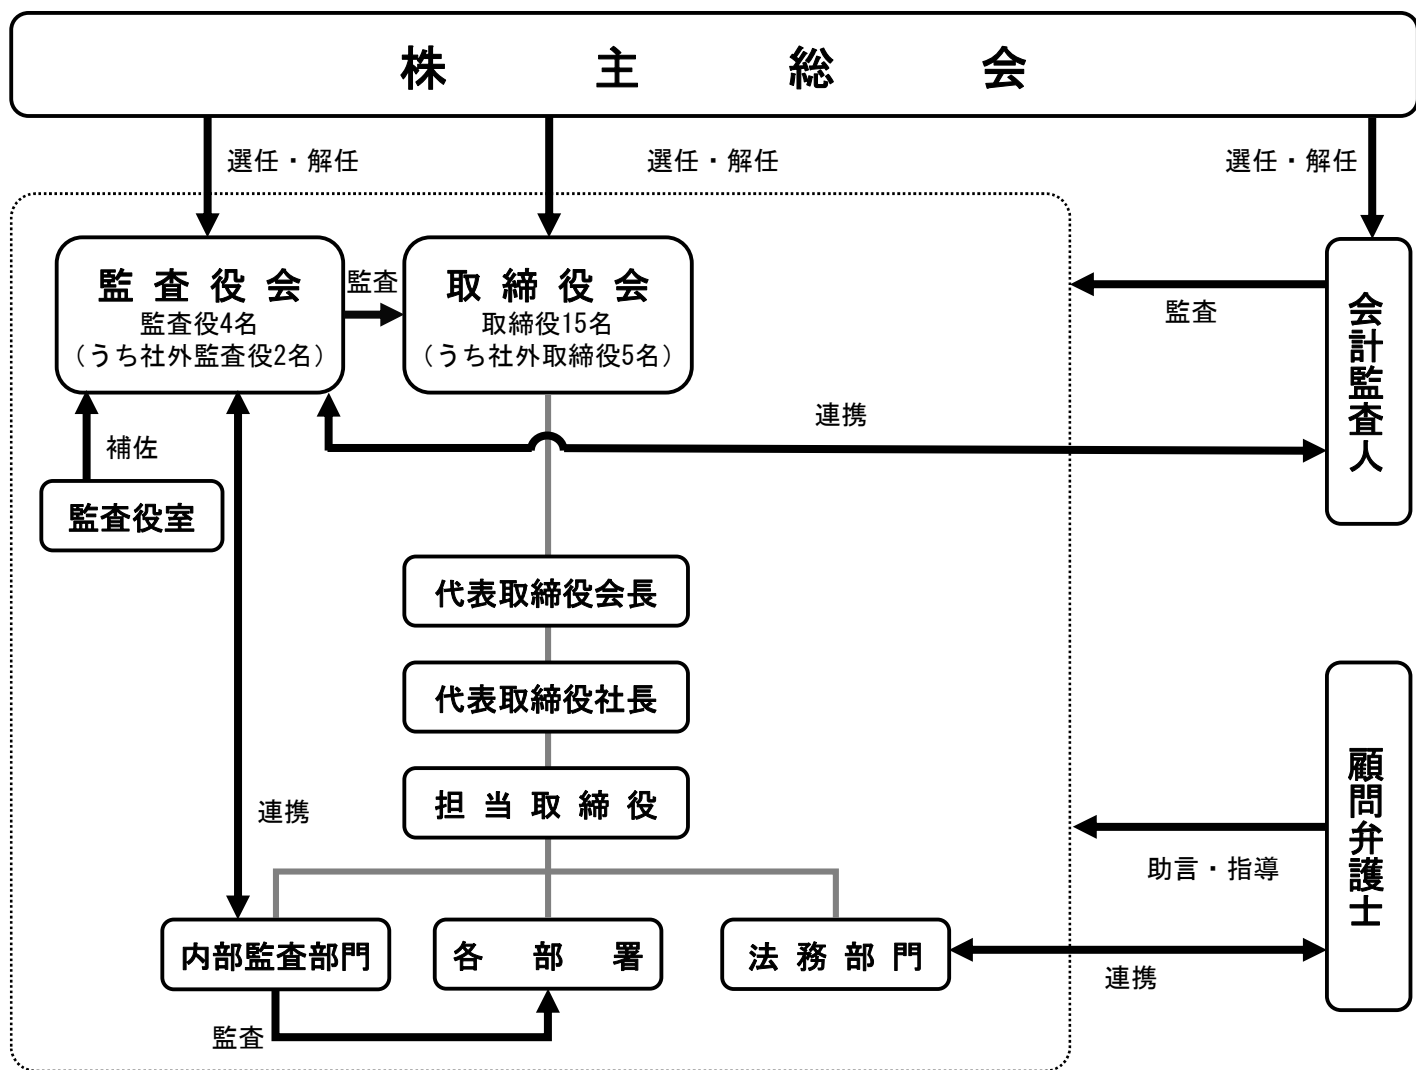 株主総会
選任・解任
選任・解任
選任・解任
監査役会
監査役4名
（うち社外監査役2名）
監査
取締役会
取締役15名
（うち社外取締役5名）
監査
会計監査人
連携
補佐
監査役室
代表取締役会長
代表取締役社長
担当取締役
連携
顧問弁護士
助言・指導
内部監査部門
各部署
法務部門
連携
監査